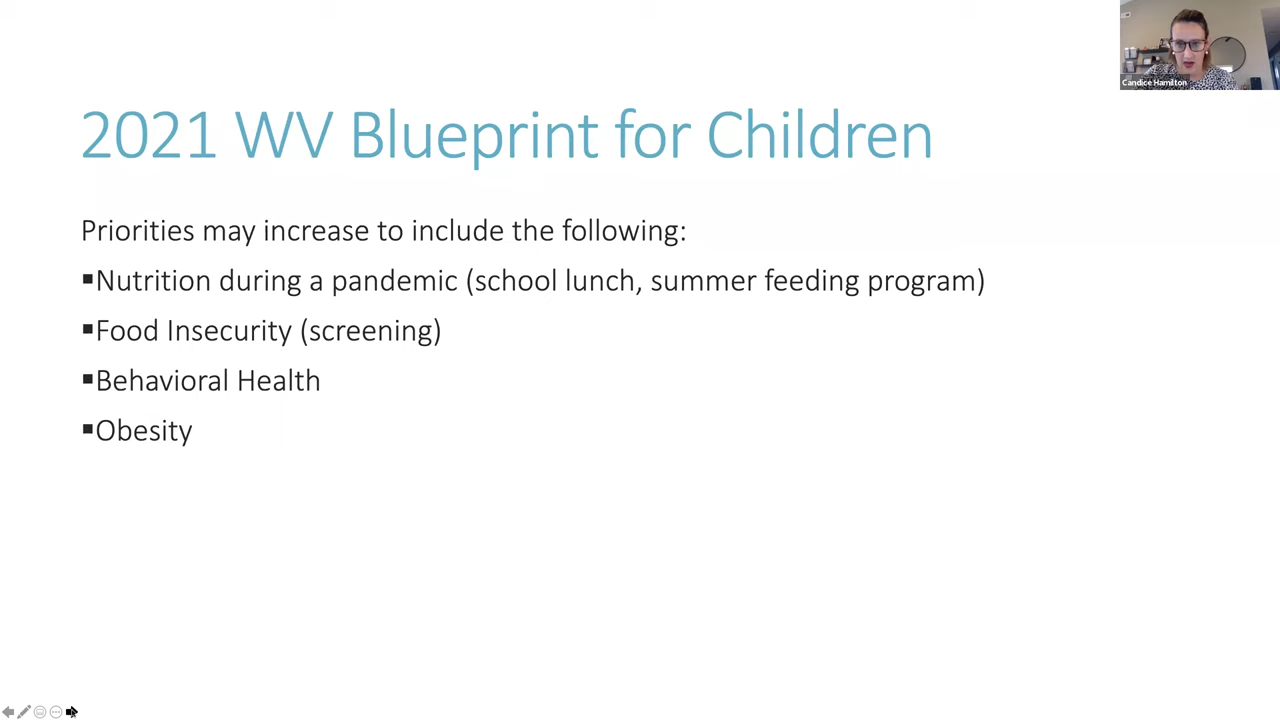 Candice Hamilton
2021 WV Blueprint for Children
Priorities may increase to include the following:
▪Nutrition during a pandemic (school lunch, summer feeding program)
▪Food Insecurity (screening)
▪Behavioral Health
▪Obesity